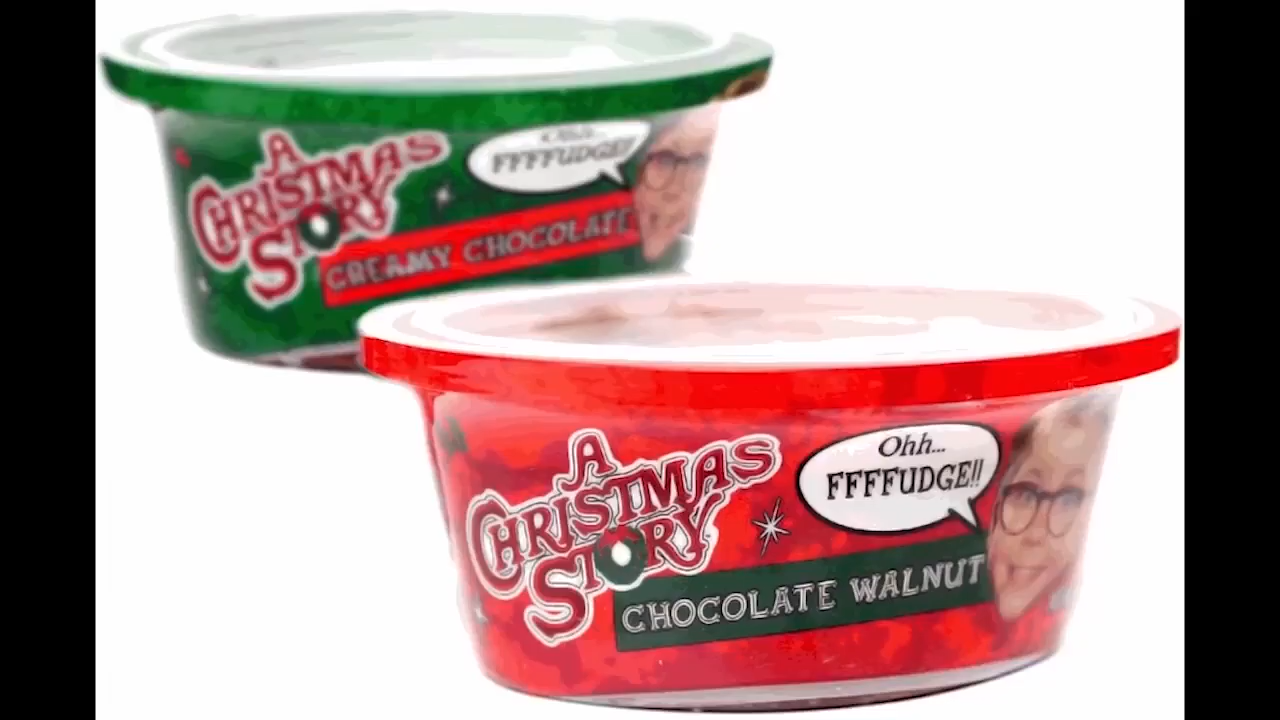 A
CHRISTMAS
STORY
Ohh...
FFFFUDGE!!
CREAMY CHOCOLATE
A
CHRISTMAS
STORY
Ohh...
FFFFUDGE!!
CHOCOLATE WALNUT